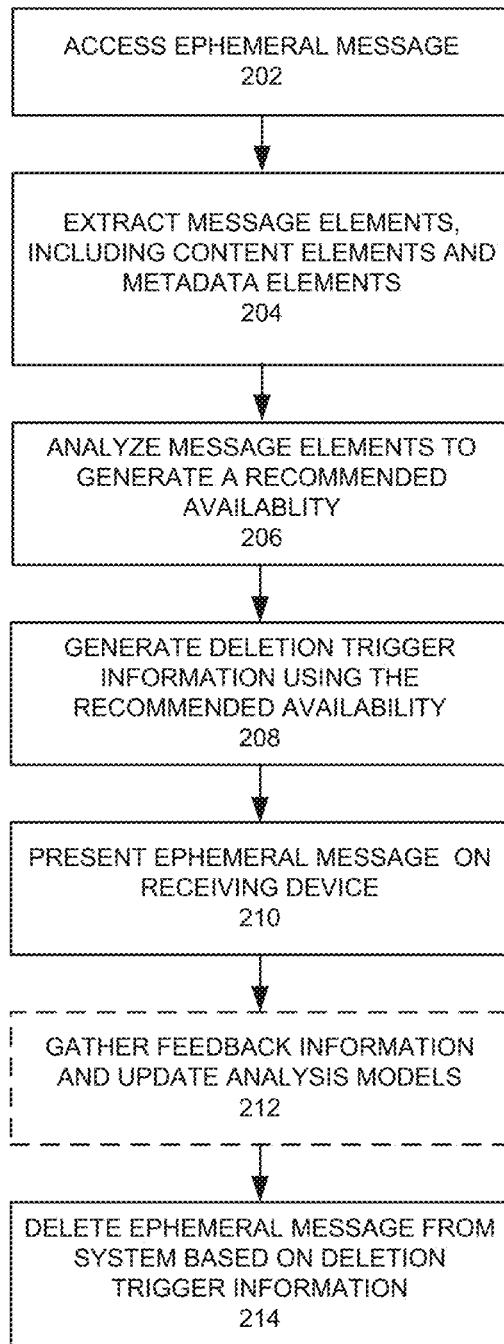 ACCESS EPHEMERAL MESSAGE
202
EXTRACT MESSAGE ELEMENTS,
INCLUDING CONTENT ELEMENTS AND
METADATA ELEMENTS
204
ANALYZE MESSAGE ELEMENTS TO
GENERATE A RECOMMENDED
AVAILABLITY
206
GENERATE DELETION TRIGGER
INFORMATION USING THE
RECOMMENDED AVAILABILITY
208
PRESENT EPHEMERAL MESSAGE ON
RECEIVING DEVICE
210
GATHER FEEDBACK INFORMATION
AND UPDATE ANALYSIS MODELS
212
DELETE EPHEMERAL MESSAGE FROM
SYSTEM BASED ON DELETION
TRIGGER INFORMATION
214